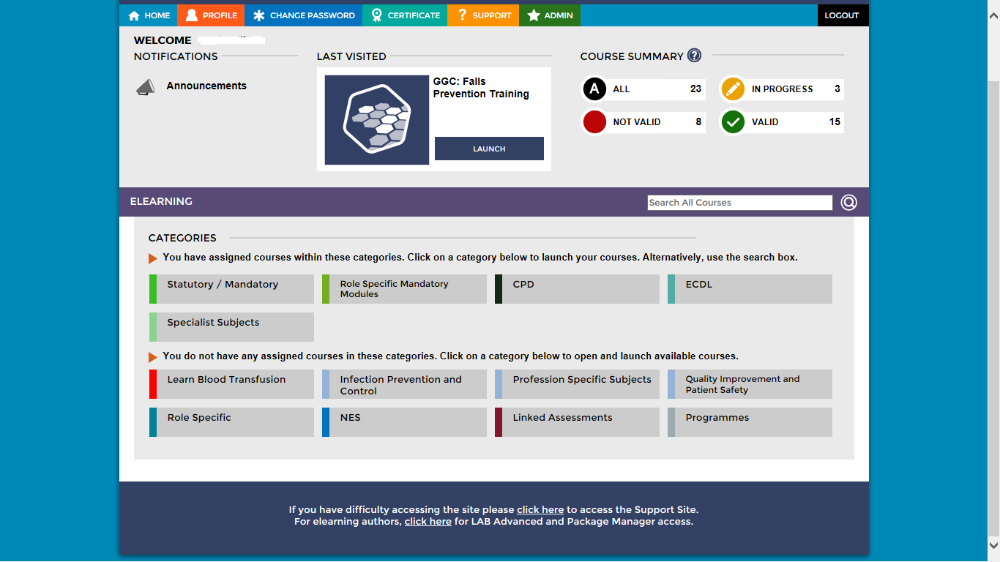 HOME PROFILE CHANGE PASSWORD CERTIFICATE ? SUPPORT ADMIN LOGOUT
WELCOME
NOTIFICATIONS
Announcements
LAST VISITED
GGC: Falls
Prevention Training
LAUNCH
COURSE SUMMARY ?
A ALL 23
IN PROGRESS 3
NOT VALID 8
VALID 15
ELEARNING
Search All Courses
CATEGORIES
You have assigned courses within these categories. Click on a category below to launch your courses. Alternatively, use the search box.
Statutory / Mandatory
Role Specific Mandatory
Modules
CPD
ECDL
Specialist Subjects
You do not have any assigned courses in these categories. Click on a category below to open and launch available courses.
Learn Blood Transfusion
Infection Prevention and
Control
Profession Specific Subjects
Quality Improvement and
Patient Safety
Role Specific
NES
Linked Assessments
Programmes
If you have difficulty accessing the site please click here to access the Support Site.
For elearning authors, click here for LAB Advanced and Package Manager access.